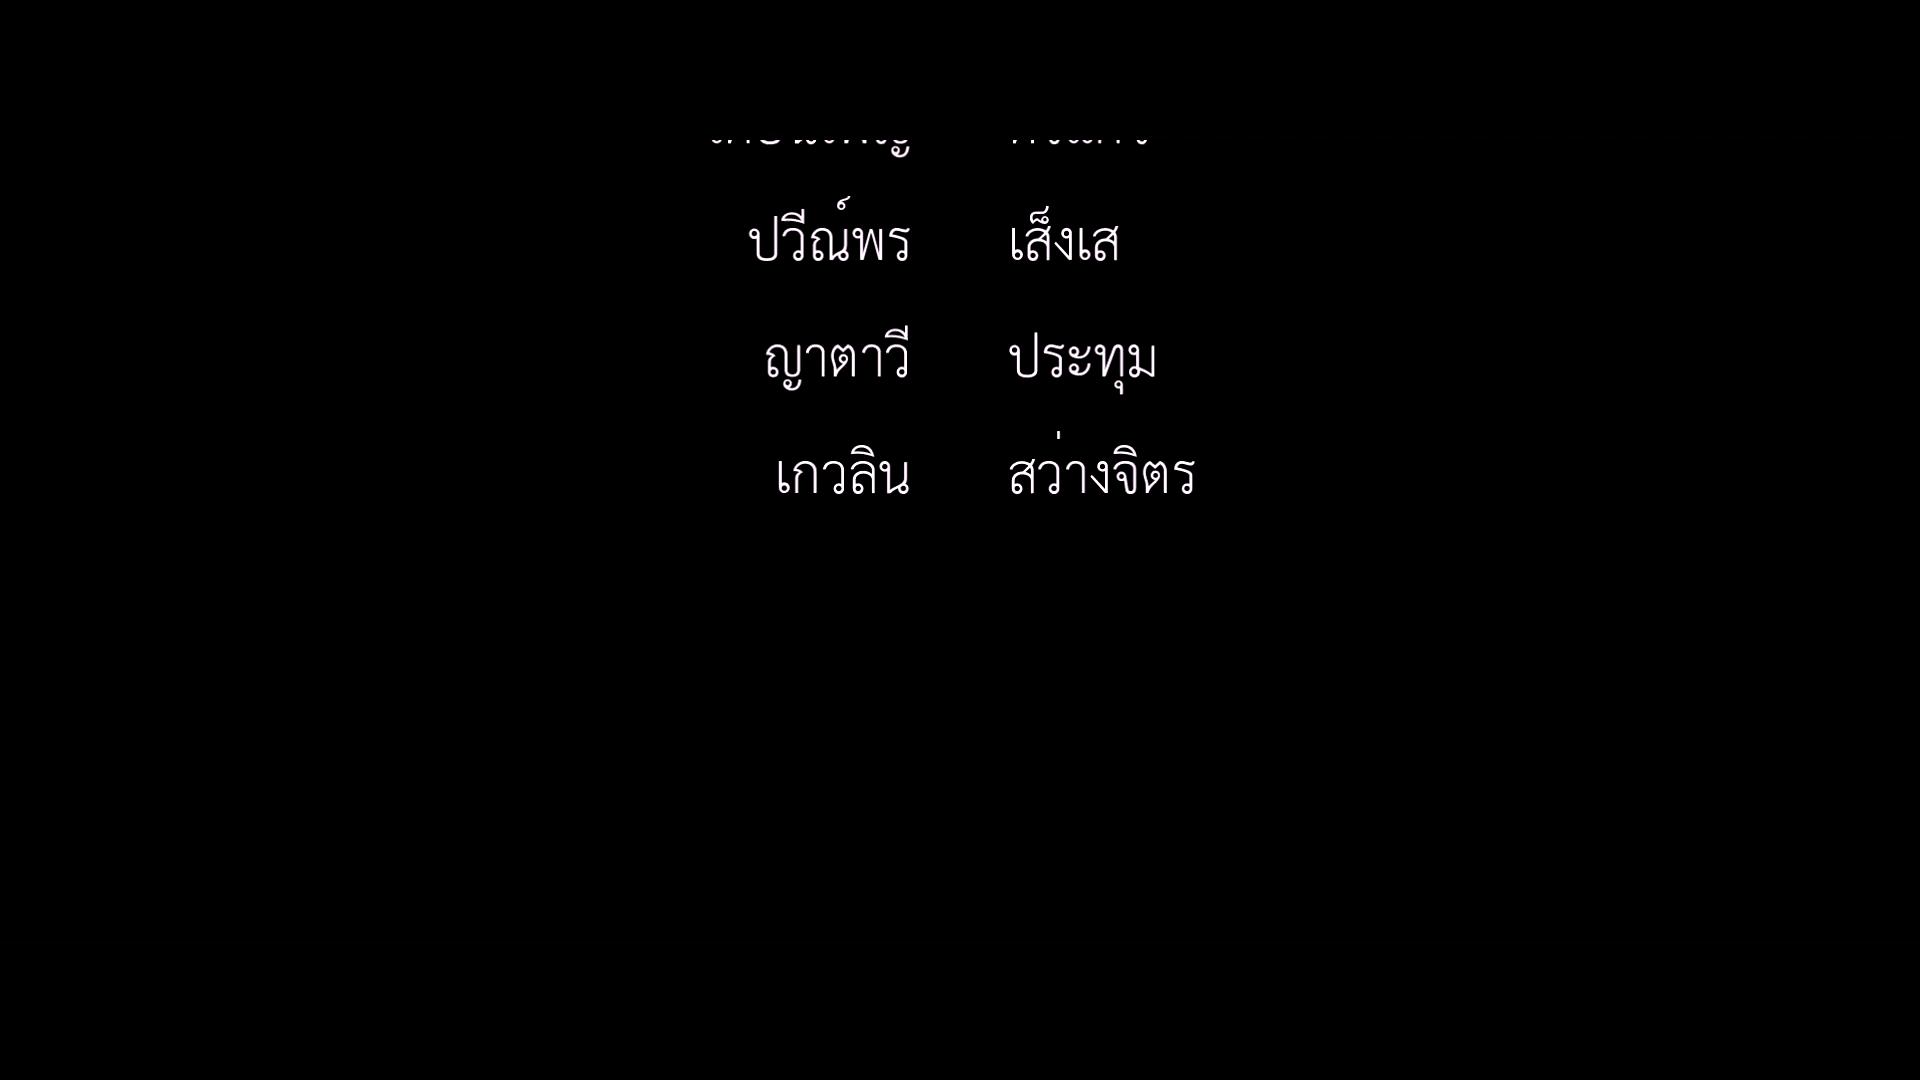 ปวีณ์พร เส็งเส
ญาตาวี ประทุม
เกวลิน สว่างจิตร